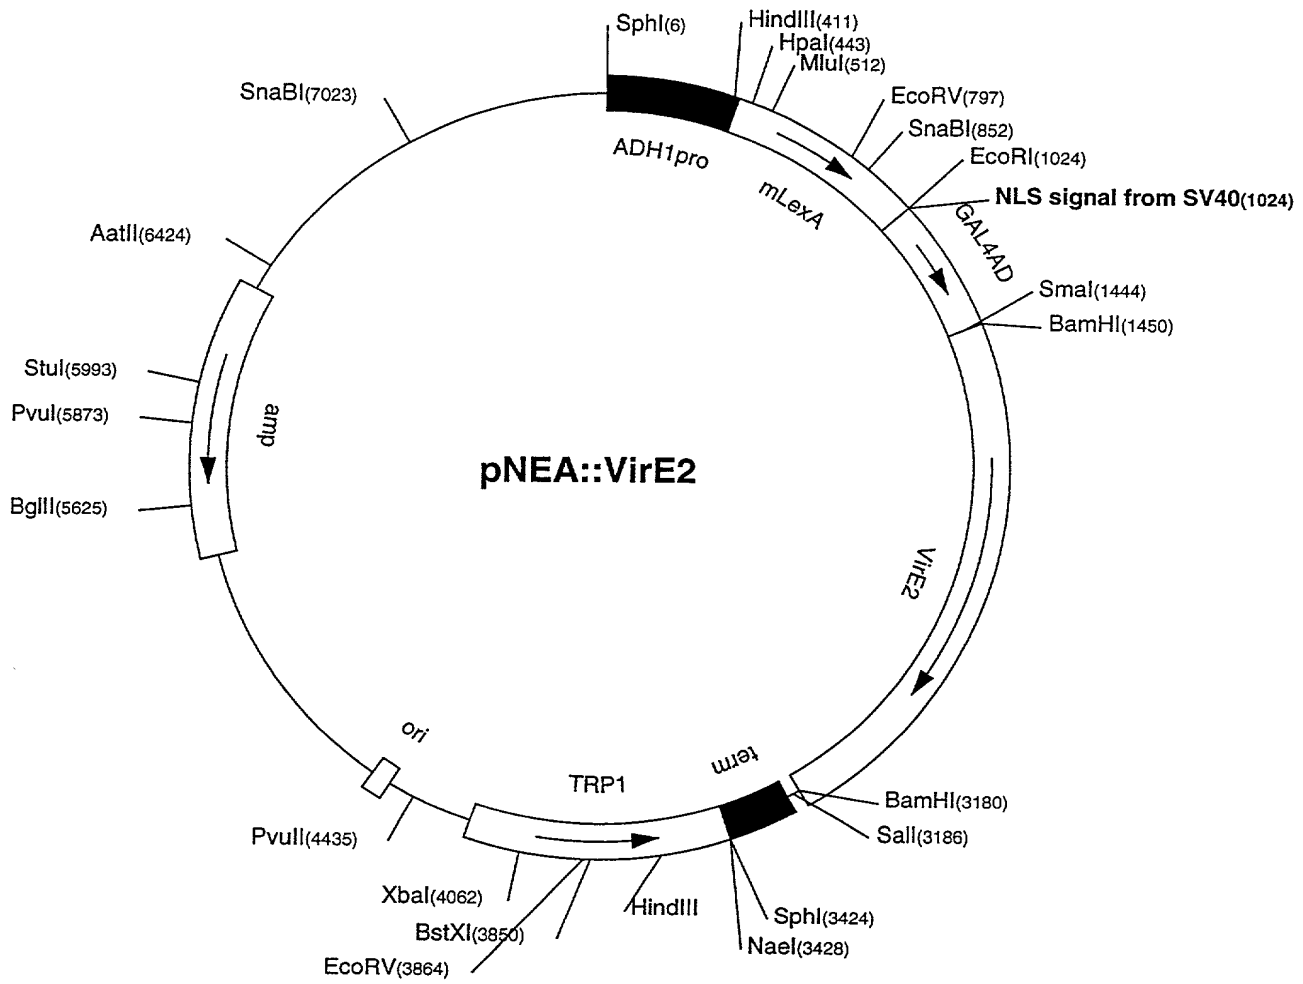 SphI(6)
HindIII(411)
HpaI(443)
MluI(512)
EcoRV(797)
SnaBI(852)
EcoRI(1024)
NLS signal from SV40(1024)
SnaBI(7023)
ADH1pro
mLexA
GAL4AD
AatII(6424)
SmaI(1444)
BamHI(1450)
StuI(5993)
PvuI(5873)
amp
pNEA::VirE2
BglII(5625)
VirE2
ori
term
TRP1
BamHI(3180)
SalI(3186)
PvuII(4435)
XbaI(4062)
HindIII
SphI(3424)
BstXI(3850)
NaeI(3428)
EcoRV(3864)